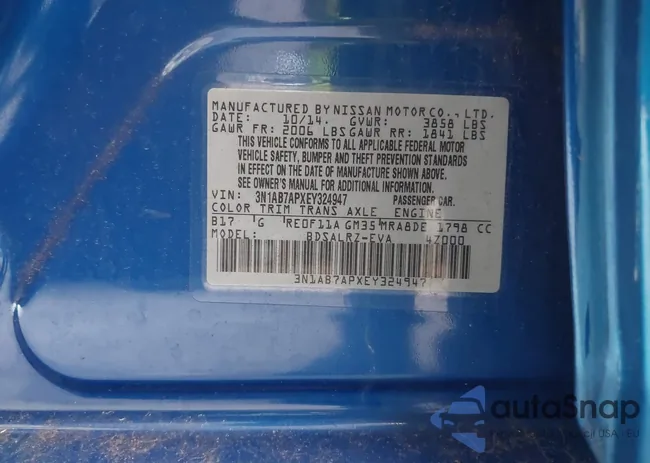 MANUFACTURED BY NISSAN MOTOR CO., LTD.
DATE: 10/14. GVWR: 3858 LBS
GAWR FR: 2006 LBS GAWR RR: 1841 LBS
THIS VEHICLE CONFORMS TO ALL APPLICABLE FEDERAL MOTOR
VEHICLE SAFETY, BUMPER AND THEFT PREVENTION STANDARDS
IN EFFECT ON THE DATE OF MANUFACTURE SHOWN ABOVE.
SEE OWNER'S MANUAL FOR ADDITIONAL INFORMATION.
VIN: 3N1AB7APXEY324947 PASSENGER CAR.
COLOR TRIM TRANS AXLE ENGINE
B17 G RE0F11A GM35 MRA8DE 1798 CC
MODEL: BDSALRZ-EVA 4Z000
3N1AB7APXEY324947
autoSnap
USA - EU